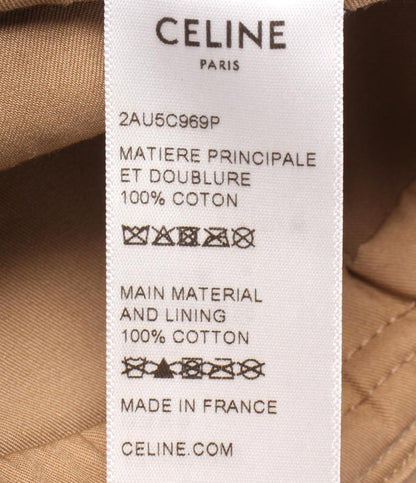 CELINE
PARIS
2AU5C969P
MATIERE PRINCIPALE
ET DOUBLURE
100% COTON
MAIN MATERIAL
AND LINING
100% COTTON
MADE IN FRANCE
CELINE.COM